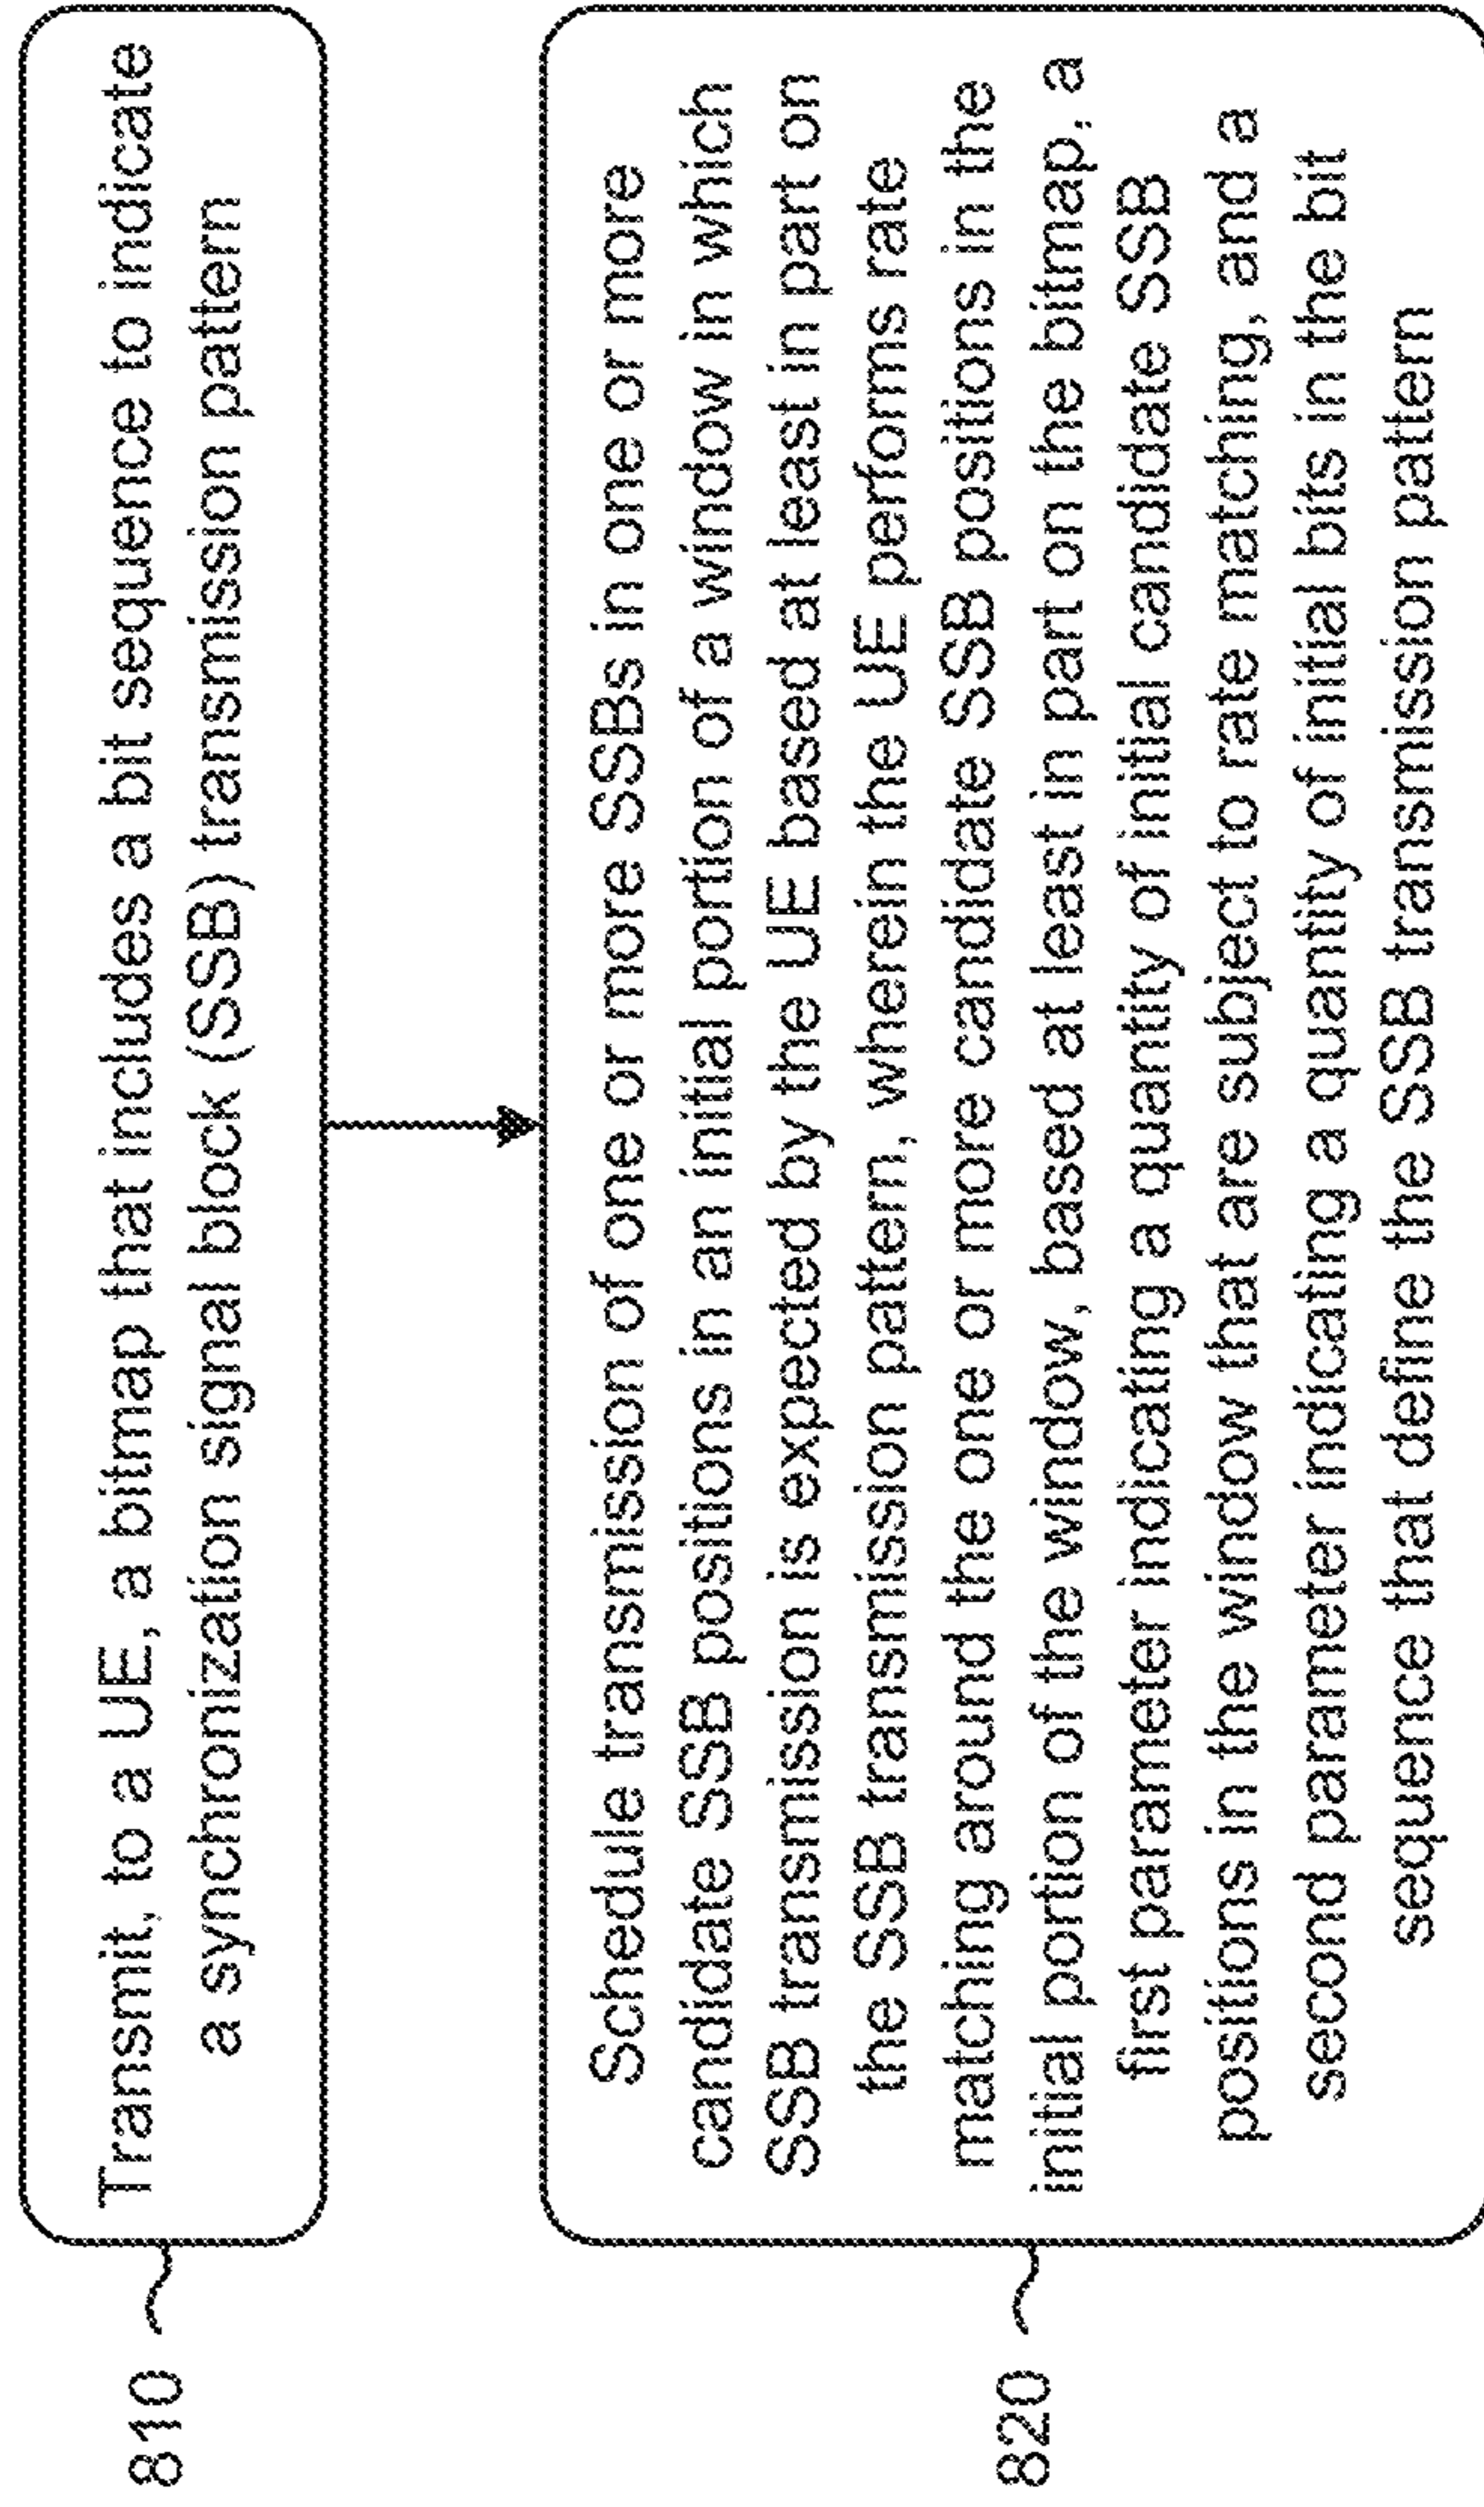 810
Transmit, to a UE, a bitmap that includes a bit sequence to indicate
a synchronization signal block (SSB) transmission pattern
820
Schedule transmission of one or more SSBs in one or more
candidate SSB positions in an initial portion of a window in which
SSB transmission is expected by the UE based at least in part on
the SSB transmission pattern, wherein the UE performs rate
matching around the one or more candidate SSB positions in the
initial portion of the window, based at least in part on the bitmap, a
first parameter indicating a quantity of initial candidate SSB
positions in the window that are subject to rate matching, and a
second parameter indicating a quantity of initial bits in the bit
sequence that define the SSB transmission pattern